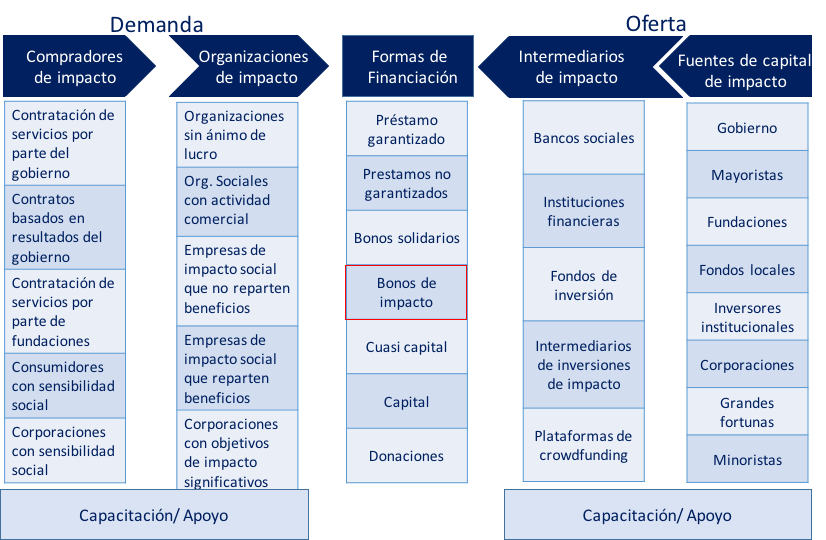 Demanda
Oferta
Compradores
de impacto
Organizaciones
de impacto
Formas de
Financiación
Intermediarios
de impacto
Fuentes de capital
de impacto
Contratación de
servicios por
parte del
gobierno
Contratos
basados en
resultados del
gobierno
Contratación de
servicios por
parte de
fundaciones
Consumidores
con sensibilidad
social
Corporaciones
con sensibilidad
social
Organizaciones
sin ánimo de
lucro
Org. Sociales
con actividad
comercial
Empresas de
impacto social
que no reparten
beneficios
Empresas de
impacto social
que reparten
beneficios
Corporaciones
con objetivos
de impacto
significativos
Préstamo
garantizado
Prestamos no
garantizados
Bonos solidarios
Bonos de
impacto
Cuasi capital
Capital
Donaciones
Bancos sociales
Instituciones
financieras
Fondos de
inversión
Intermediarios
de inversiones
de impacto
Plataformas de
crowdfunding
Gobierno
Mayoristas
Fundaciones
Fondos locales
Inversores
institucionales
Corporaciones
Grandes
fortunas
Minoristas
Capacitación/ Apoyo
Capacitación/ Apoyo